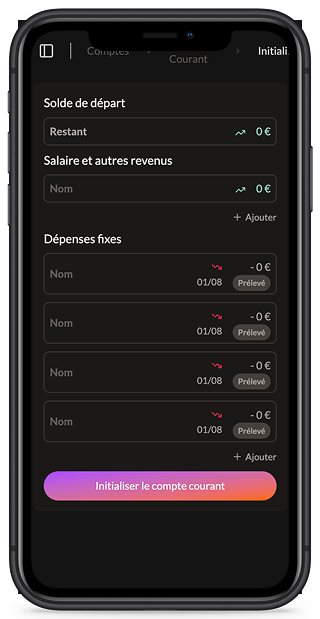 Comptes > Courant > Initiali.
Solde de départ
Restant 0 €
Salaire et autres revenus
Nom 0 €
+ Ajouter
Dépenses fixes
Nom - 0 €
01/08 Prélevé
Nom - 0 €
01/08 Prélevé
Nom - 0 €
01/08 Prélevé
Nom - 0 €
01/08 Prélevé
+ Ajouter
Initialiser le compte courant